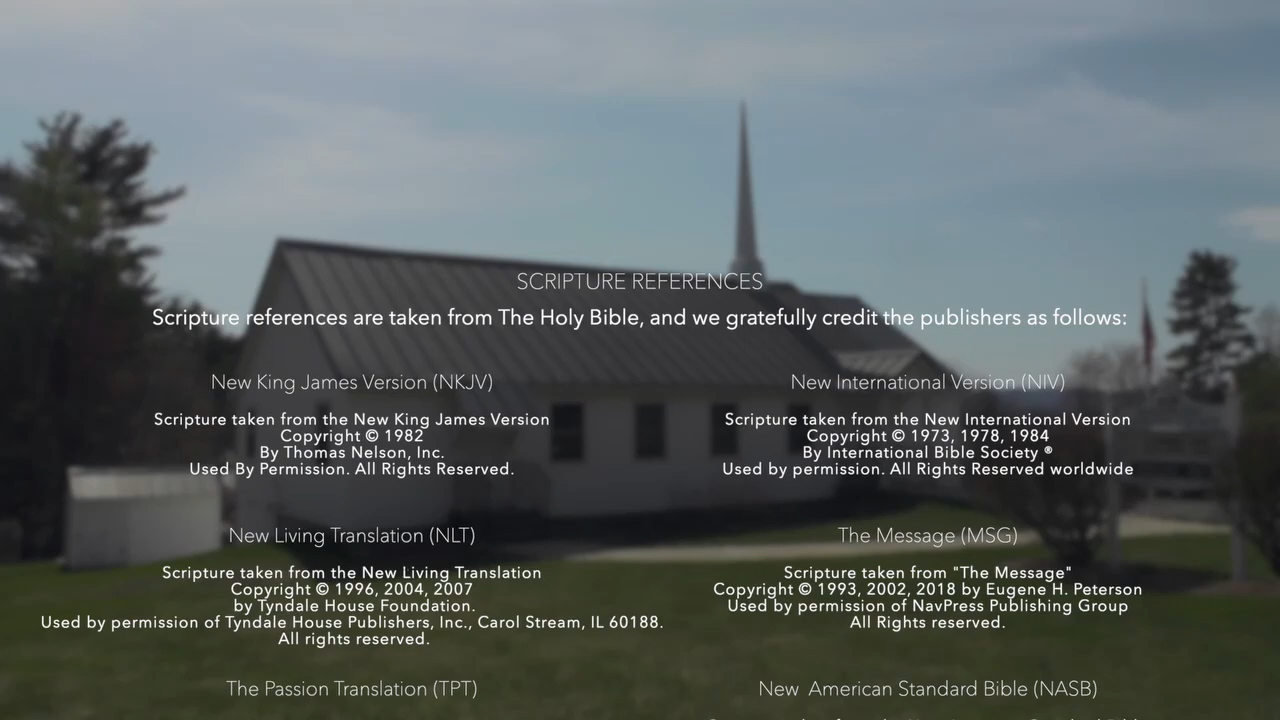 SCRIPTURE REFERENCES
Scripture references are taken from The Holy Bible, and we gratefully credit the publishers as follows:
New King James Version (NKJV)
Scripture taken from the New King James Version
Copyright © 1982
By Thomas Nelson, Inc.
Used By Permission. All Rights Reserved.
New International Version (NIV)
Scripture taken from the New International Version
Copyright © 1973, 1978, 1984
By International Bible Society ®
Used by permission. All Rights Reserved worldwide
New Living Translation (NLT)
Scripture taken from the New Living Translation
Copyright © 1996, 2004, 2007
by Tyndale House Foundation.
Used by permission of Tyndale House Publishers, Inc., Carol Stream, IL 60188.
All rights reserved.
The Message (MSG)
Scripture taken from "The Message"
Copyright © 1993, 2002, 2018 by Eugene H. Peterson
Used by permission of NavPress Publishing Group
All Rights reserved.
The Passion Translation (TPT)
New  American Standard Bible (NASB)